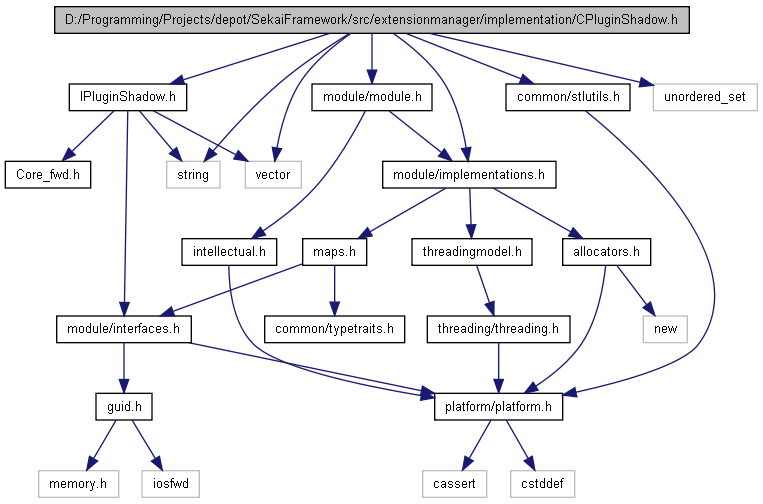 D:/Programming/Projects/depot/SekaiFramework/src/extensionmanager/implementation/CPluginShadow.h
IPluginShadow.h
module/module.h
common/stlutils.h
unordered_set
Core_fwd.h
string
vector
module/implementations.h
intellectual.h
maps.h
threadingmodel.h
allocators.h
module/interfaces.h
common/typetraits.h
threading/threading.h
new
guid.h
platform/platform.h
memory.h
iosfwd
cassert
cstddef